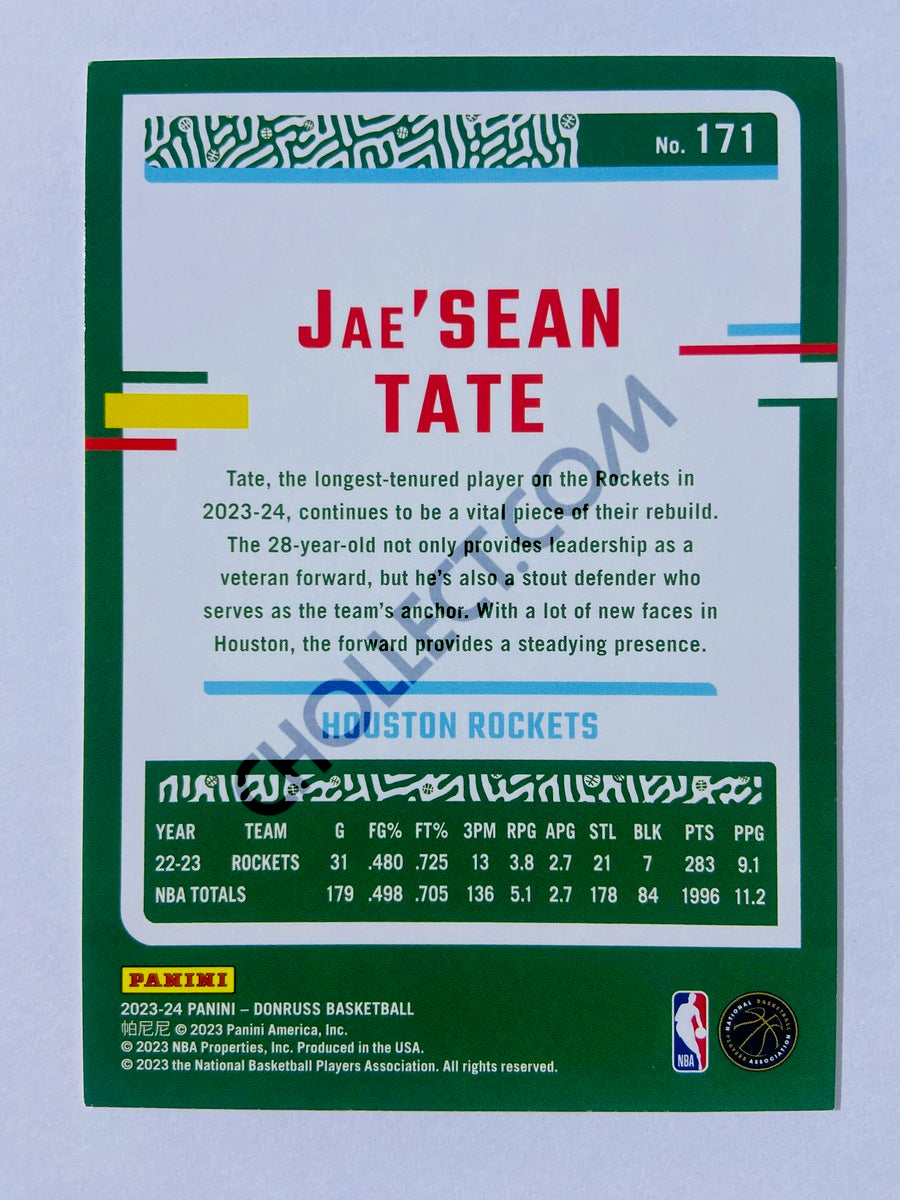 No. 171
JAE'SEAN
TATE
Tate, the longest-tenured player on the Rockets in
2023-24, continues to be a vital piece of their rebuild.
The 28-year-old not only provides leadership as a
veteran forward, but he's also a stout defender who
serves as the team's anchor. With a lot of new faces in
Houston, the forward provides a steadying presence.
CHOLLECT.COM
HOUSTON ROCKETS
YEAR TEAM G FG% FT% 3PM RPG APG STL BLK PTS PPG
22-23 ROCKETS 31 .480 .725 13 3.8 2.7 21 7 283 9.1
NBA TOTALS 179 .498 .705 136 5.1 2.7 178 84 1996 11.2
PANINI
2023-24 PANINI – DONRUSS BASKETBALL
帕尼尼 © 2023 Panini America, Inc.
© 2023 NBA Properties, Inc. Produced in the USA.
© 2023 the National Basketball Players Association. All rights reserved.
NBA
NATIONAL BASKETBALL
PLAYERS ASSOCIATION